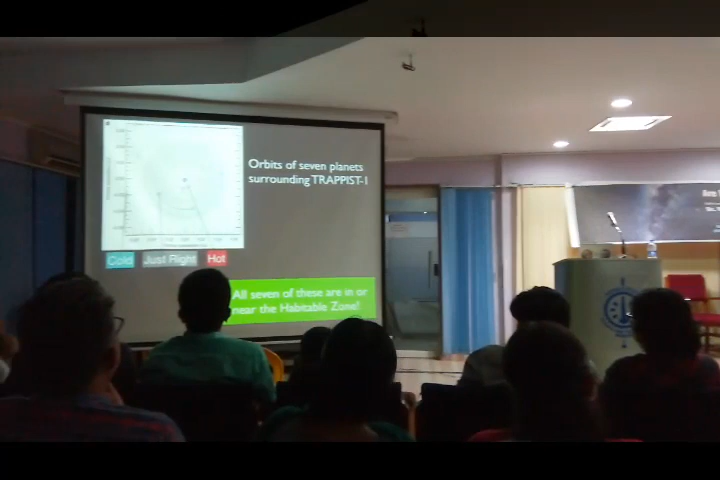 Orbits of seven planets
surrounding TRAPPIST-1
Cold Just Right Hot
All seven of these are in or
near the Habitable Zone!